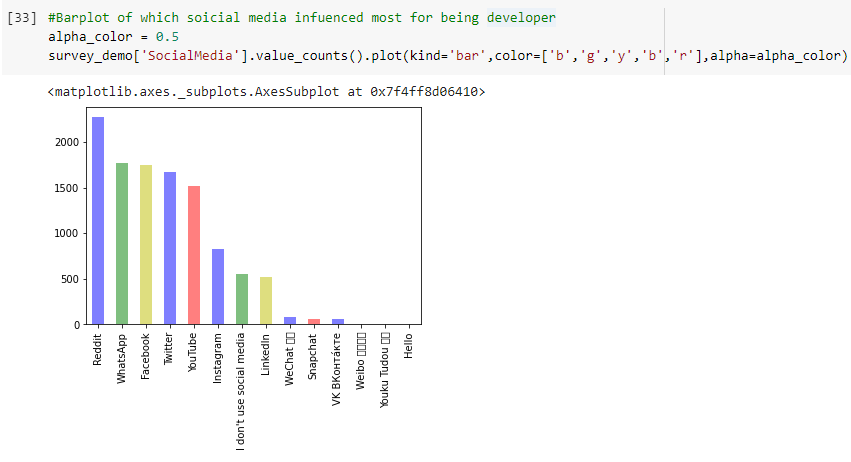 [33] #Barplot of which soicial media infuenced most for being developer
alpha_color = 0.5
survey_demo['SocialMedia'].value_counts().plot(kind='bar',color=['b','g','y','b','r'],alpha=alpha_color)
<matplotlib.axes._subplots.AxesSubplot at 0x7f4ff8d06410>
2000
1500
1000
500
0
Reddit
WhatsApp
Facebook
Twitter
YouTube
Instagram
I don't use social media
LinkedIn
WeChat
Snapchat
VK ВКонта́кте
Weibo
Youku Tudou
Hello